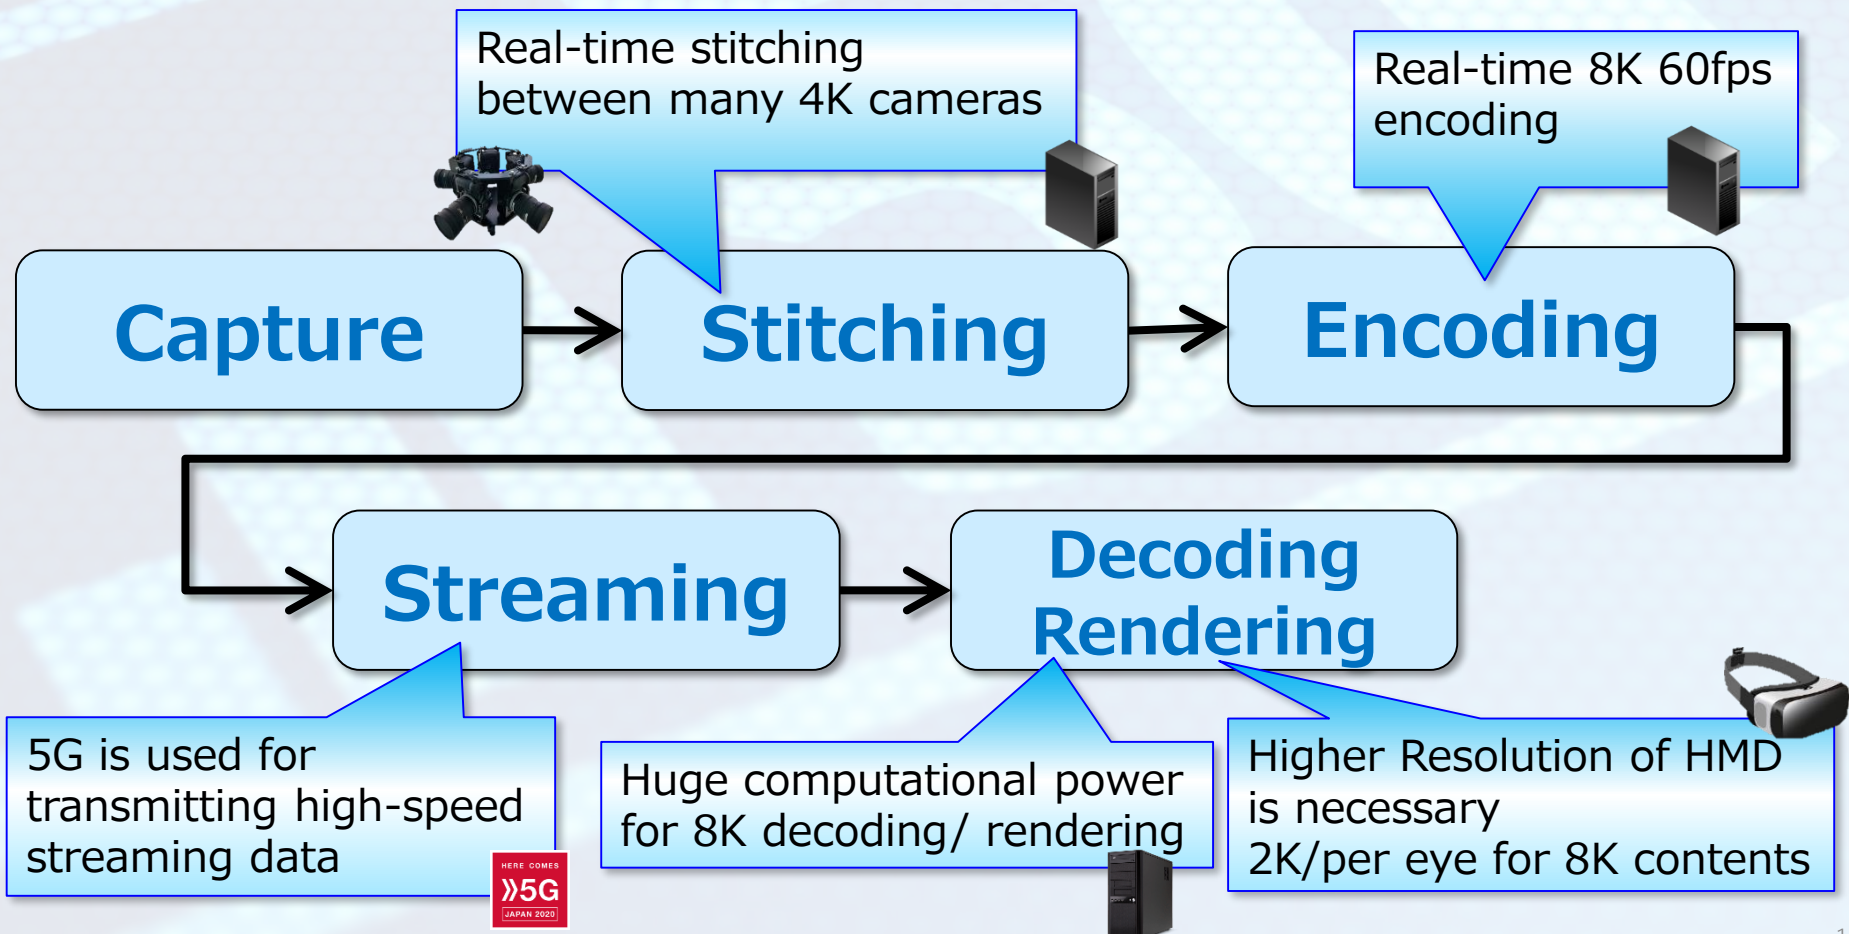 Real-time stitching
between many 4K cameras
Real-time 8K 60fps
encoding
Capture
Stitching
Encoding
Streaming
Decoding
Rendering
5G is used for
transmitting high-speed
streaming data
HERE COMES
5G
JAPAN 2020
Huge computational power
for 8K decoding/ rendering
Higher Resolution of HMD
is necessary
2K/per eye for 8K contents
1